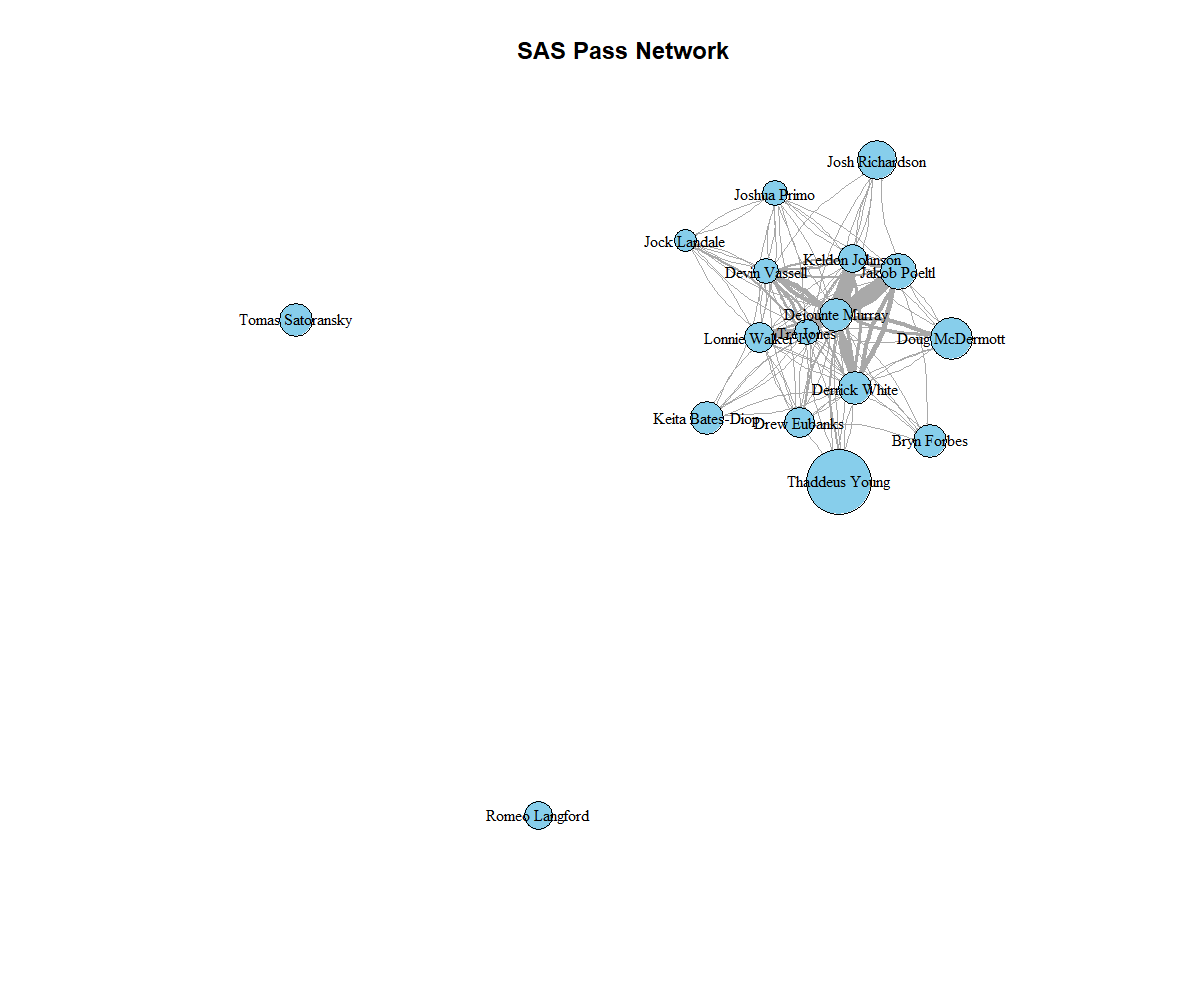 SAS Pass Network
Josh Richardson
Joshua Primo
Jock Landale
Keldon Johnson
Devin Vassell
Jakob Poeltl
Dejounte Murray
Tomas Satoransky
Tre Jones
Lonnie Walker IV
Doug McDermott
Derrick White
Keita Bates-Diop
Drew Eubanks
Bryn Forbes
Thaddeus Young
Romeo Langford